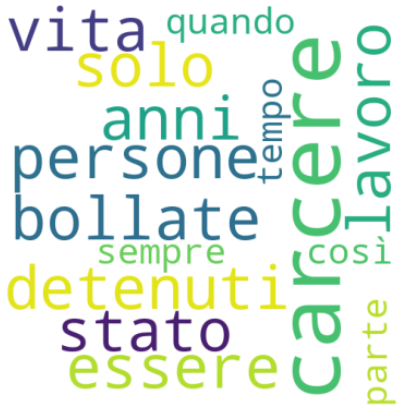 vita
quando
solo
anni
tempo
persone
bollate
sempre
così
detenuti
stato
essere
carcere
lavoro
parte